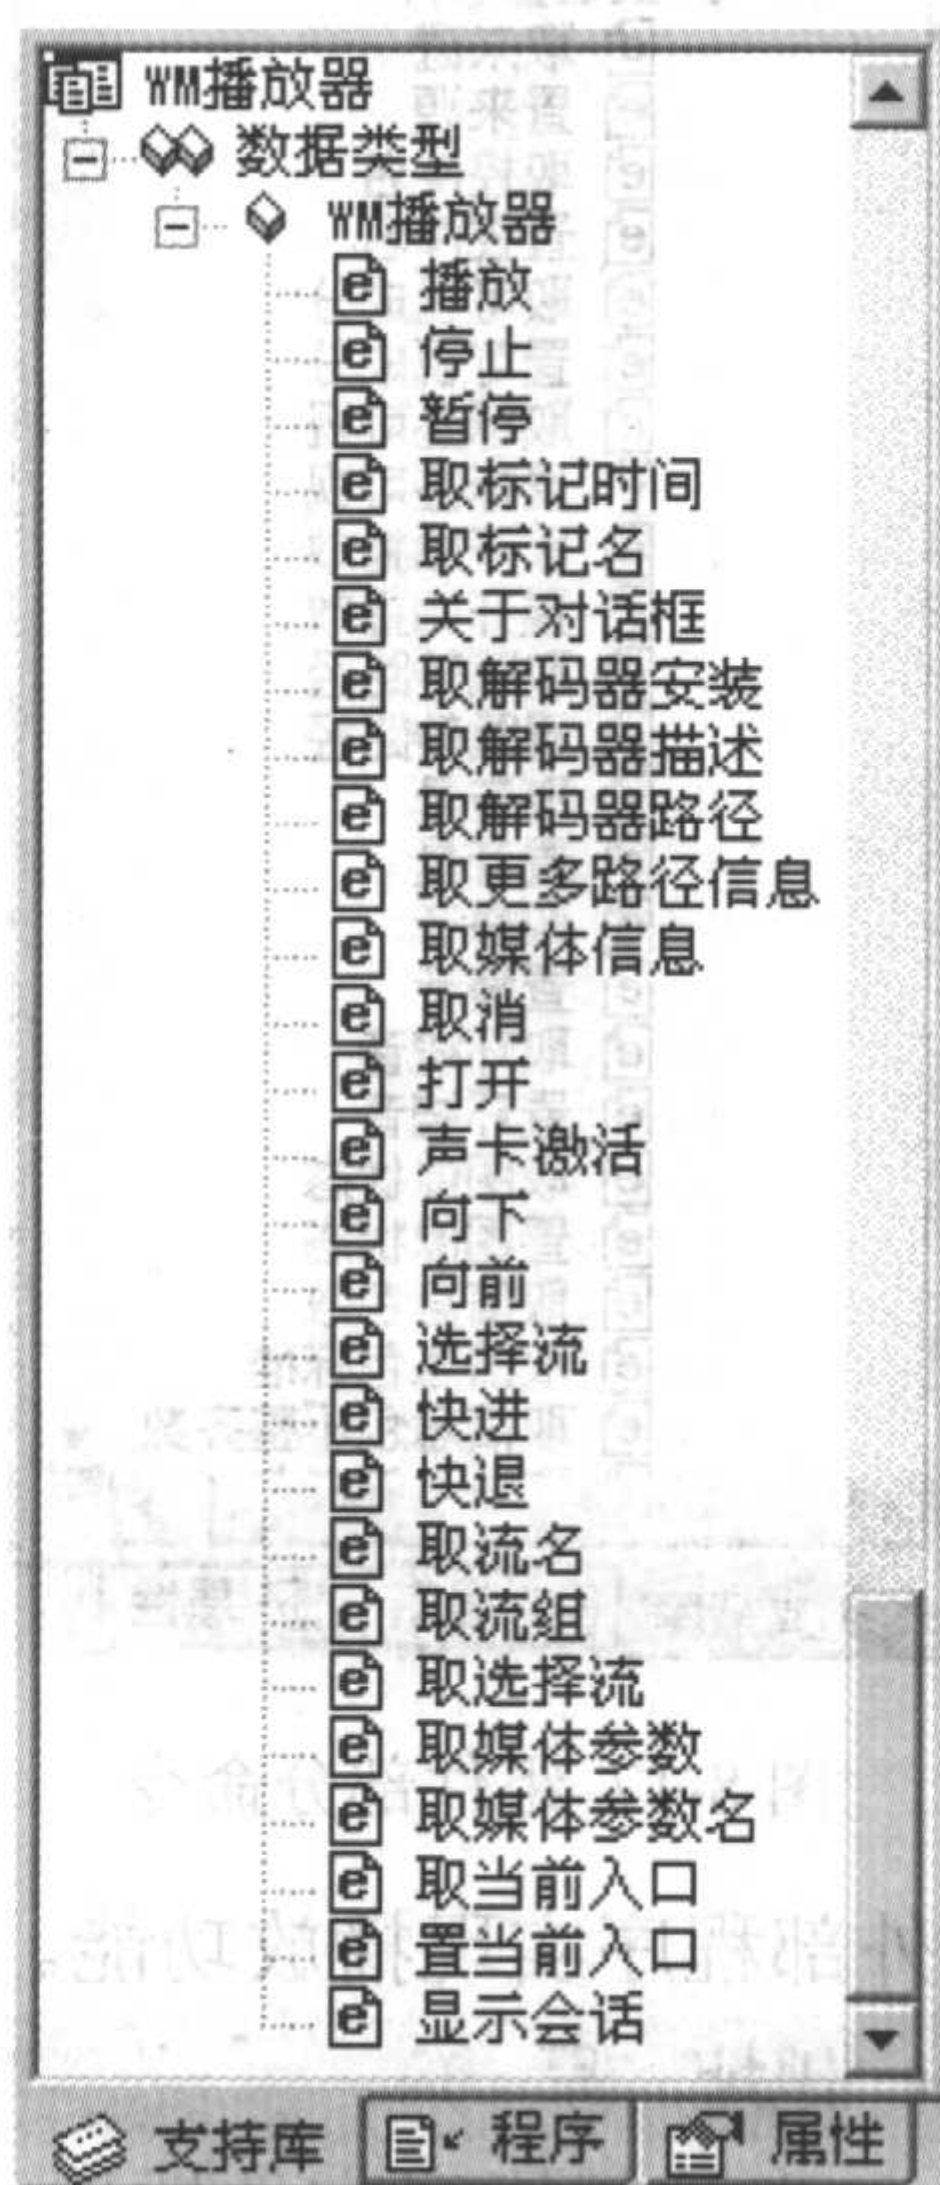 WM播放器
数据类型
WM播放器
播放
停止
暂停
取标记时间
取标记名
关于对话框
取解码器安装
取解码器描述
取解码器路径
取更多路径信息
取媒体信息
取消
打开
声卡激活
向下
向前
选择流
快进
快退
取流名
取流组
取选择流
取媒体参数
取媒体参数名
取当前入口
置当前入口
显示会话
支持库 程序 属性